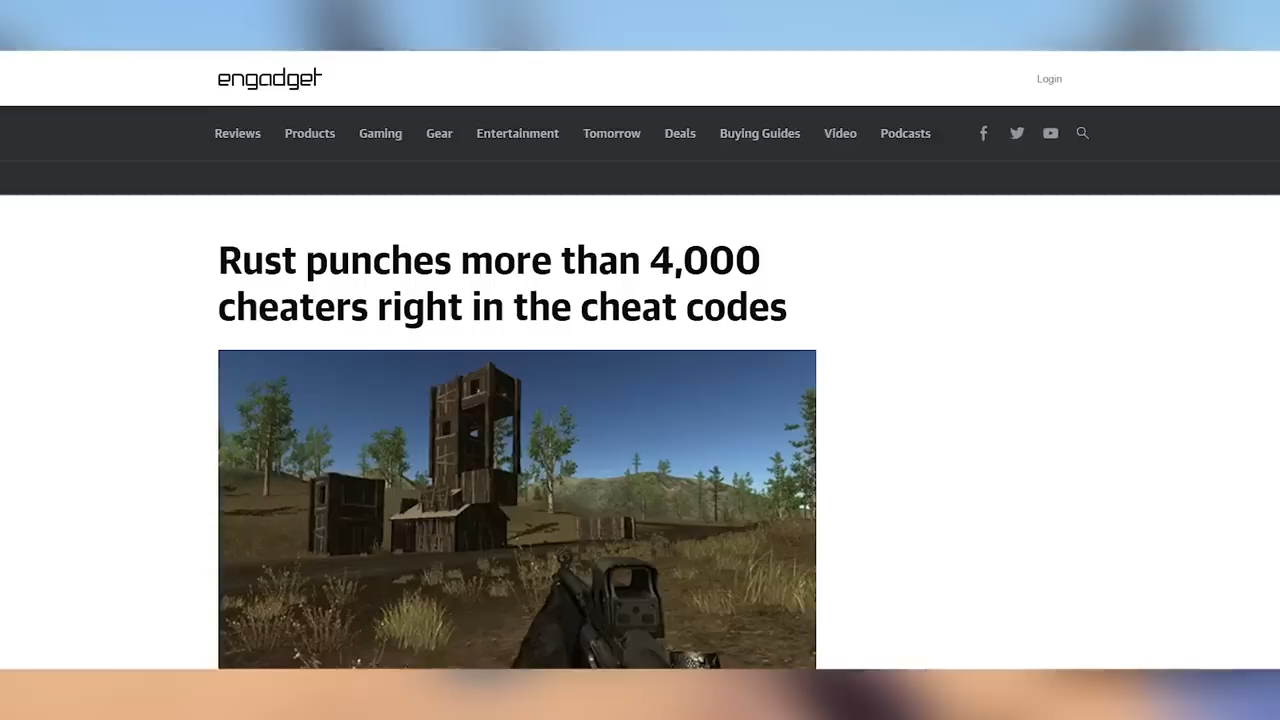 engadget
Login
Reviews Products Gaming Gear Entertainment Tomorrow Deals Buying Guides Video Podcasts
Rust punches more than 4,000
cheaters right in the cheat codes